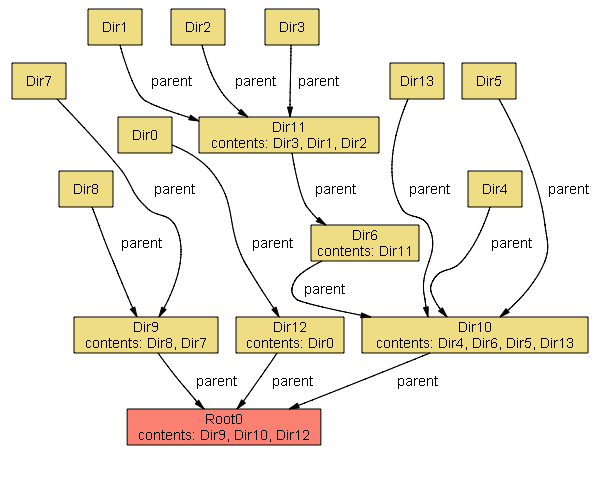 Dir1
Dir2
Dir3
parent
parent
parent
Dir7
Dir13
Dir5
Dir0
Dir11
contents: Dir3, Dir1, Dir2
Dir8
parent
parent
parent
parent
Dir4
parent
parent
parent
Dir6
contents: Dir11
parent
parent
Dir9
contents: Dir8, Dir7
Dir12
contents: Dir0
Dir10
contents: Dir4, Dir6, Dir5, Dir13
parent
parent
parent
Root0
contents: Dir9, Dir10, Dir12